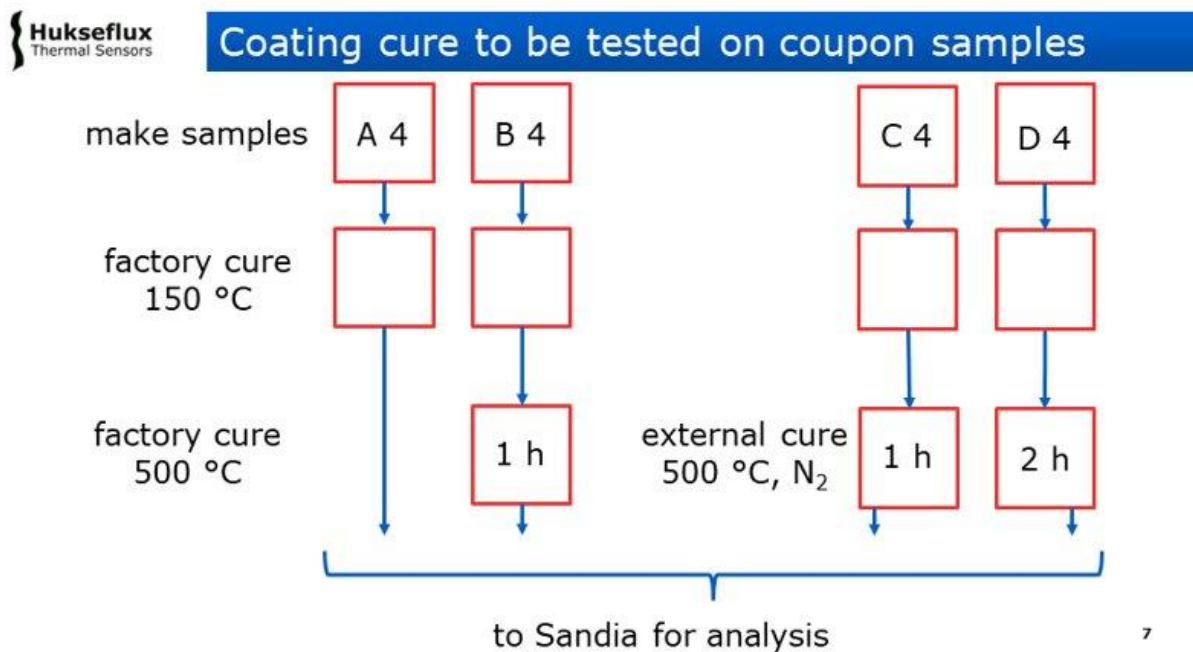 Hukseflux
Thermal Sensors
Coating cure to be tested on coupon samples
make samples
A 4
B 4
C 4
D 4
factory cure
150 °C
factory cure
500 °C
1 h
external cure
500 °C, N₂
1 h
2 h
to Sandia for analysis
7